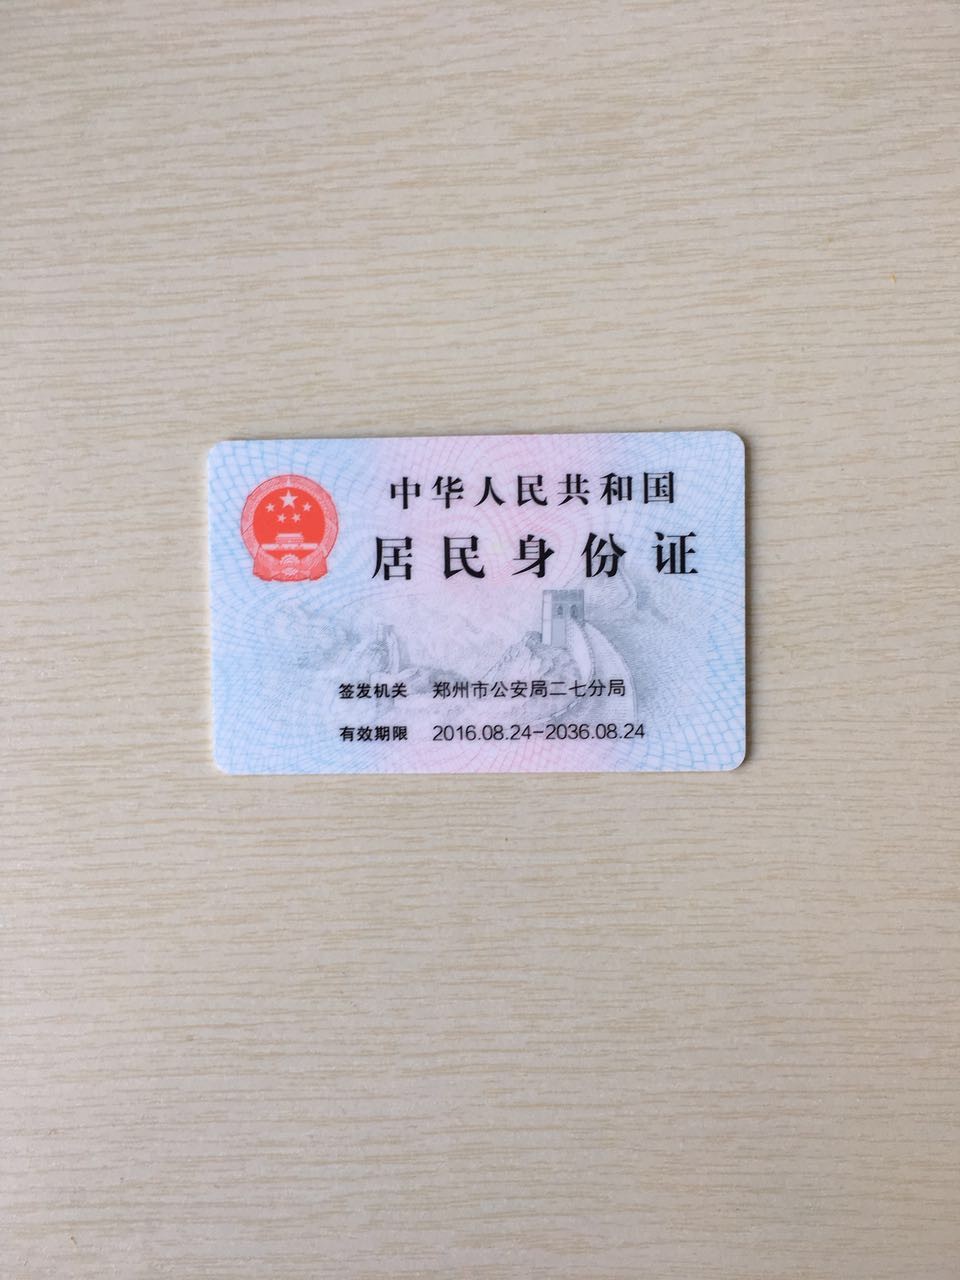 中华人民共和国
居民身份证
签发机关 郑州市公安局二七分局
有效期限 2016.08.24-2036.08.24